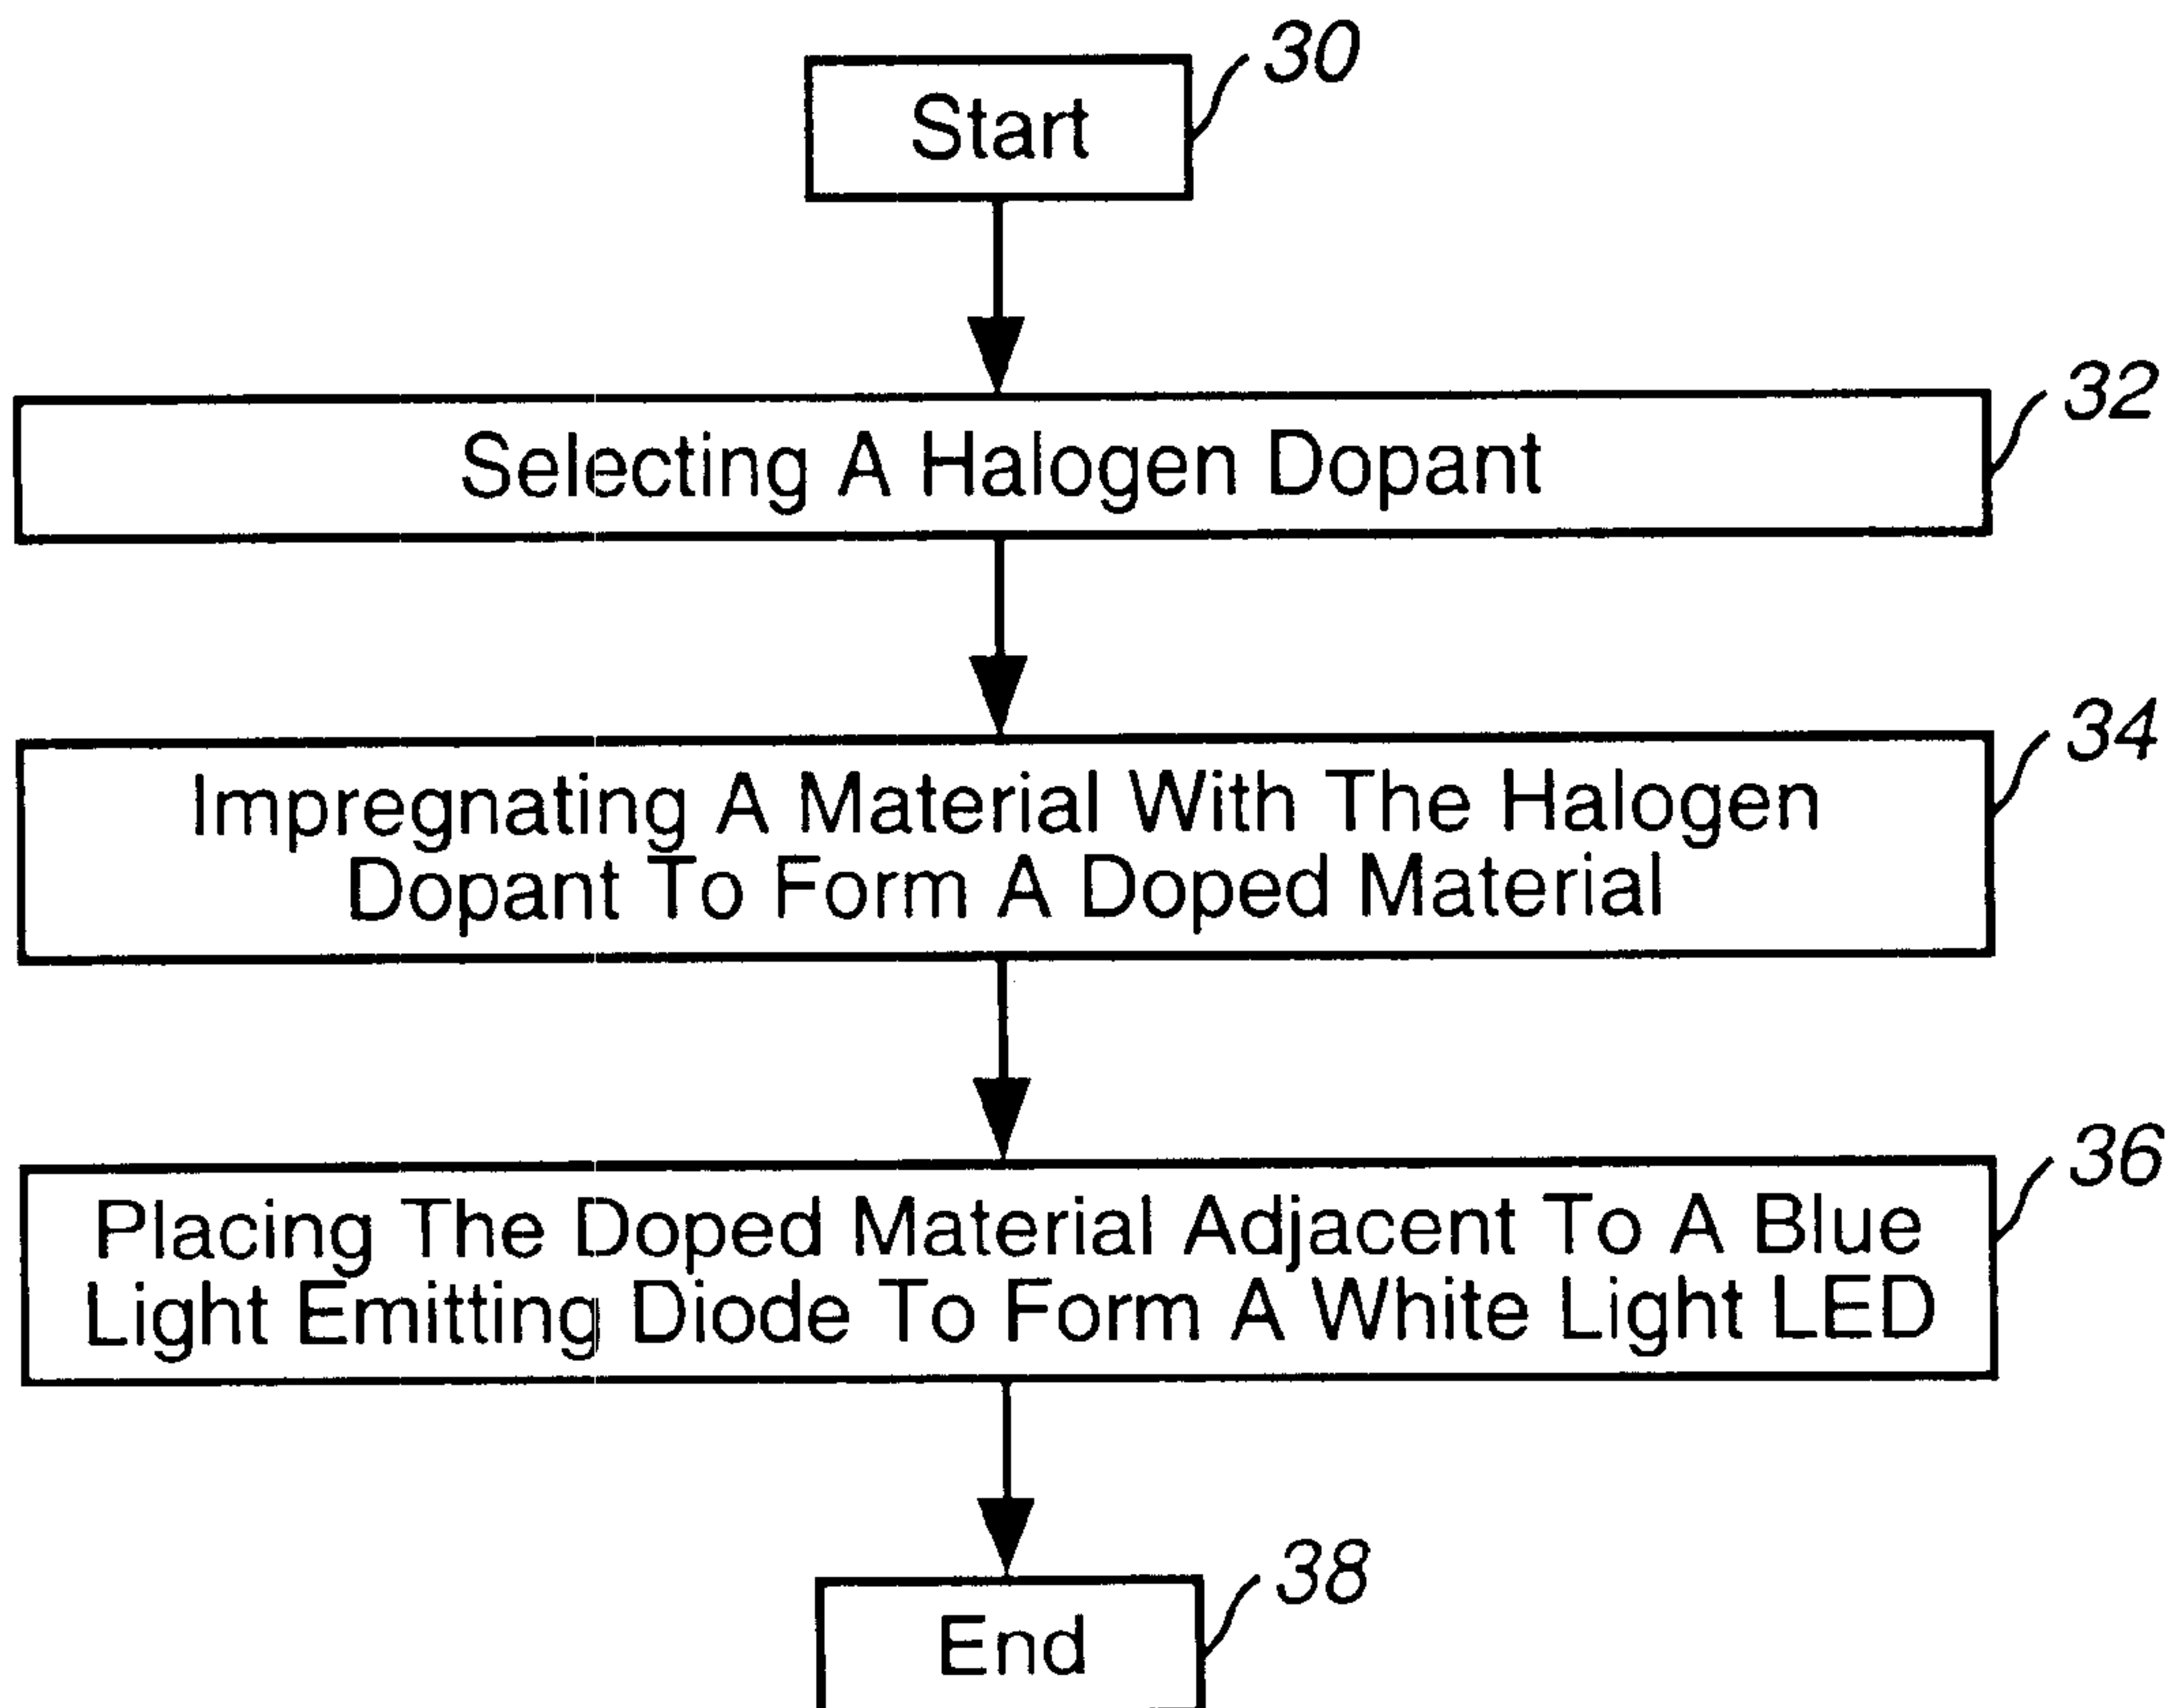 30
Start
32
Selecting A Halogen Dopant
34
Impregnating A Material With The Halogen
Dopant To Form A Doped Material
36
Placing The Doped Material Adjacent To A Blue
Light Emitting Diode To Form A White Light LED
38
End